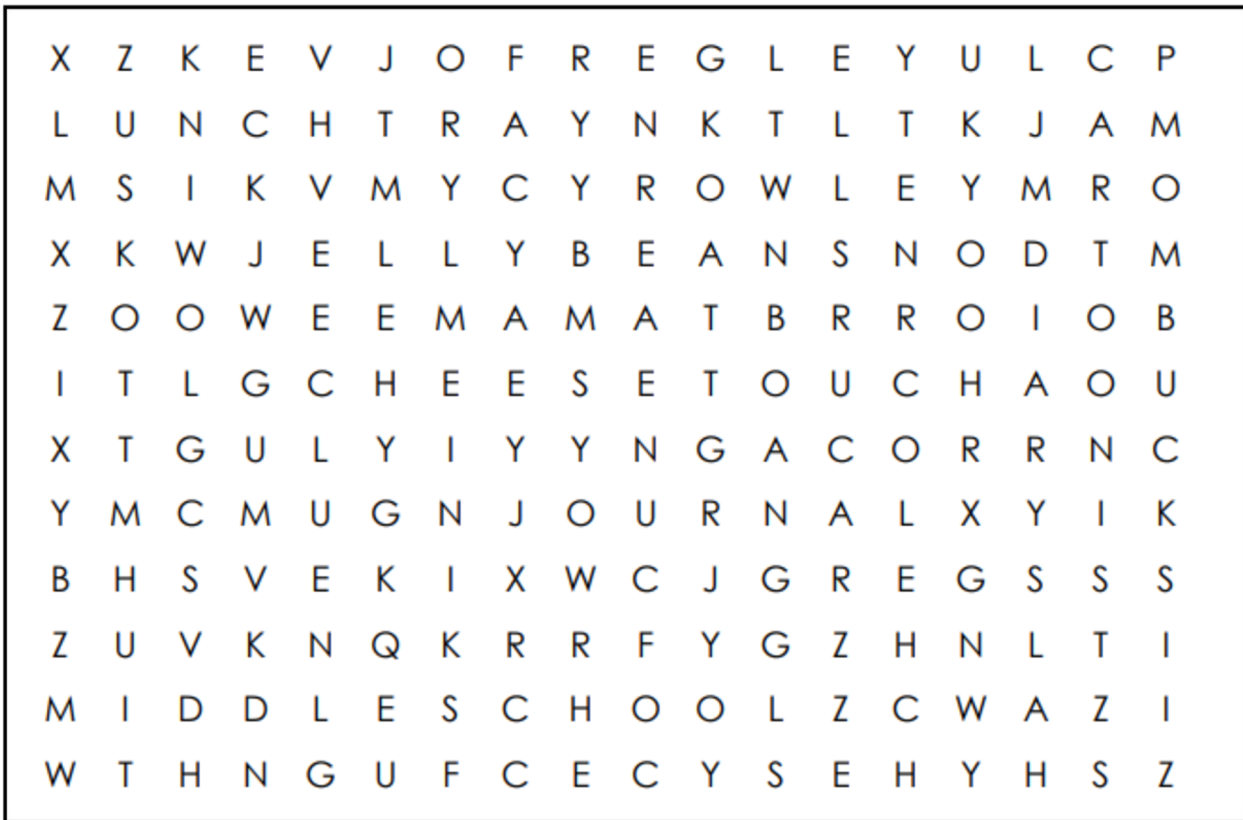 X Z K E V J O F R E G L E Y U L C P
L U N C H T R A Y N K T L T K J A M
M S I K V M Y C Y R O W L E Y M R O
X K W J E L L Y B E A N S N O D T M
Z O O W E E M A M A T B R R O I O B
I T L G C H E E S E T O U C H A O U
X T G U L Y I Y Y N G A C O R R N C
Y M C M U G N J O U R N A L X Y I K
B H S V E K I X W C J G R E G S S S
Z U V K N Q K R R F Y G Z H N L T I
M I D D L E S C H O O L Z C W A Z I
W T H N G U F C E C Y S E H Y H S Z